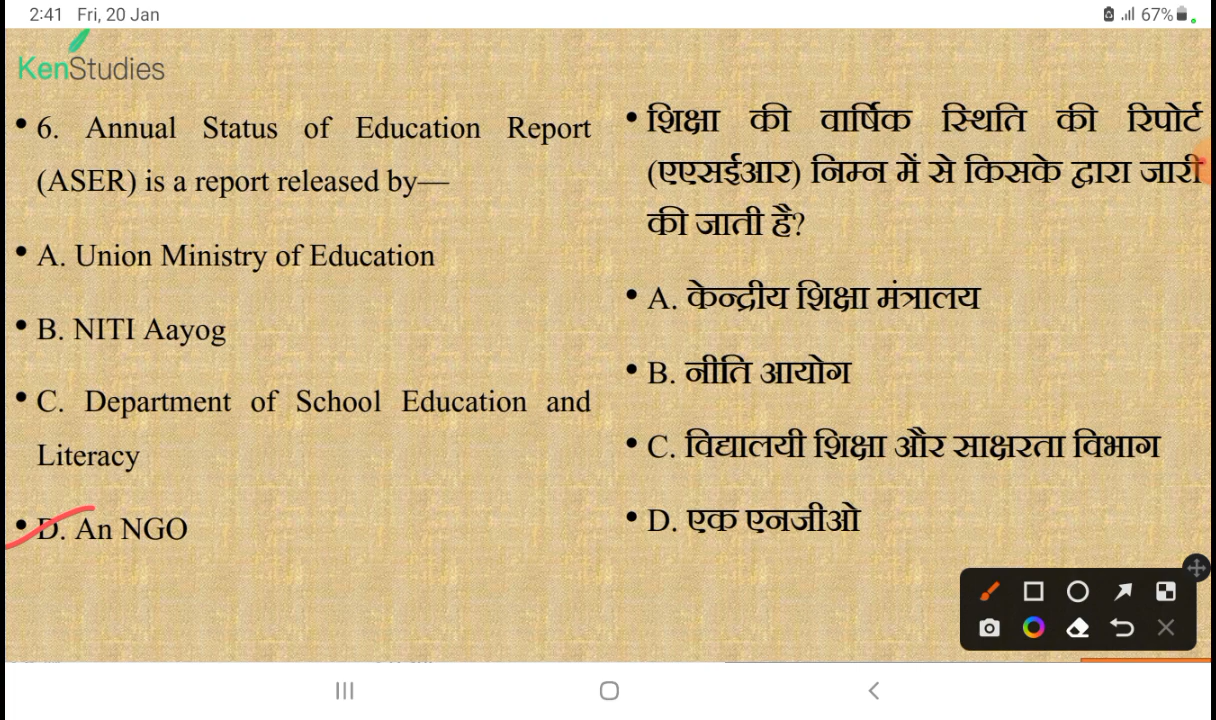 2:41 Fri, 20 Jan
67%
KenStudies
• 6. Annual Status of Education Report
(ASER) is a report released by—
• A. Union Ministry of Education
• B. NITI Aayog
• C. Department of School Education and
Literacy
• D. An NGO
• शिक्षा की वार्षिक स्थिति की रिपोर्ट
(एएसईआर) निम्न में से किसके द्वारा जारी
की जाती है?
• A. केन्द्रीय शिक्षा मंत्रालय
• B. नीति आयोग
• C. विद्यालयी शिक्षा और साक्षरता विभाग
• D. एक एनजीओ